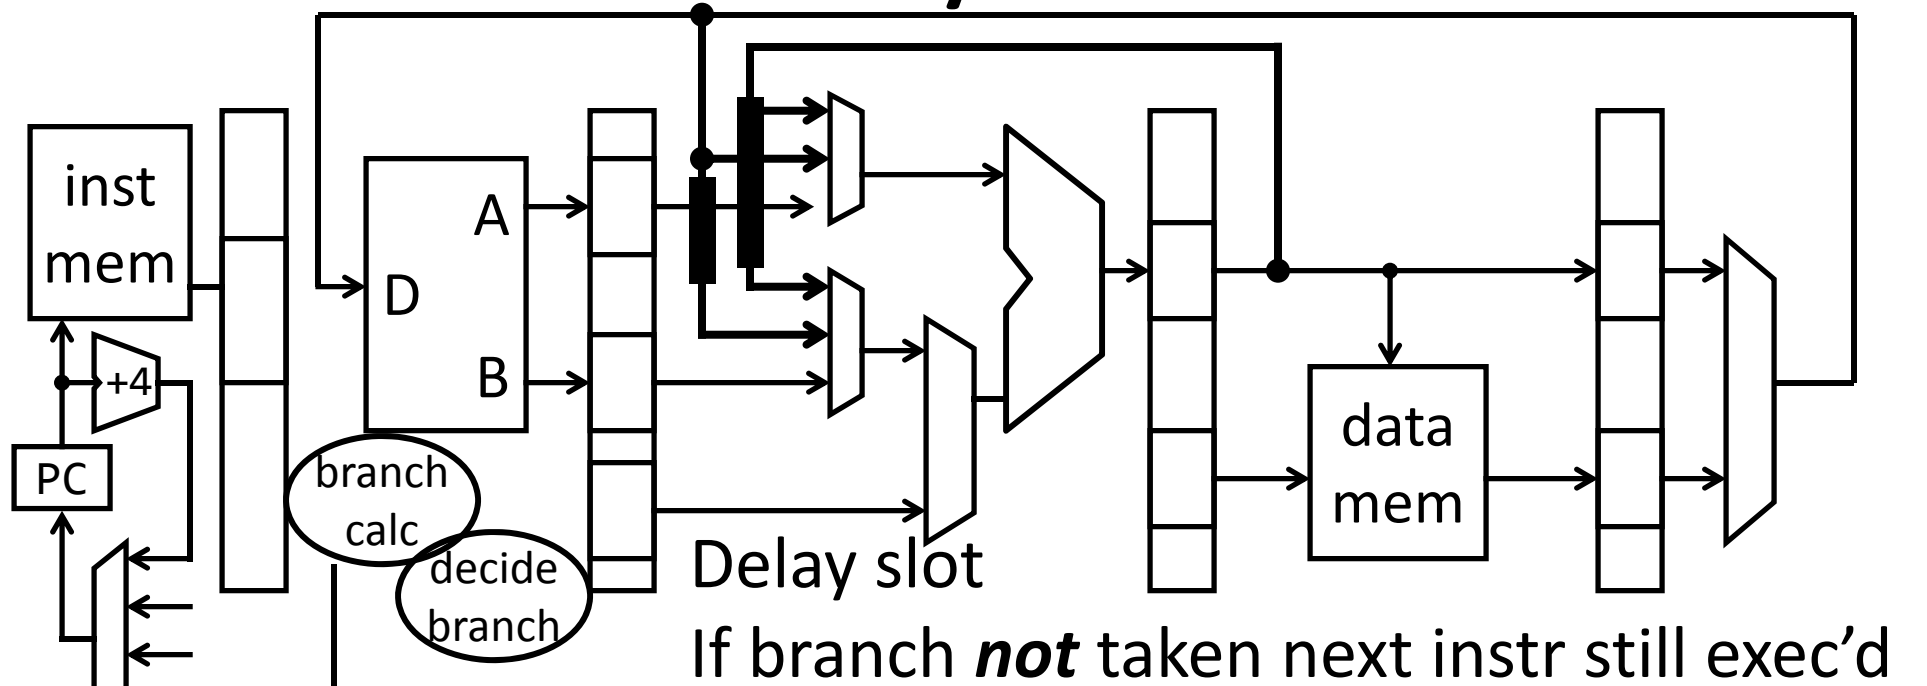 inst
mem
+4
PC
A
D
B
branch
calc
decide
branch
data
mem
Delay slot
If branch not taken next instr still exec’d